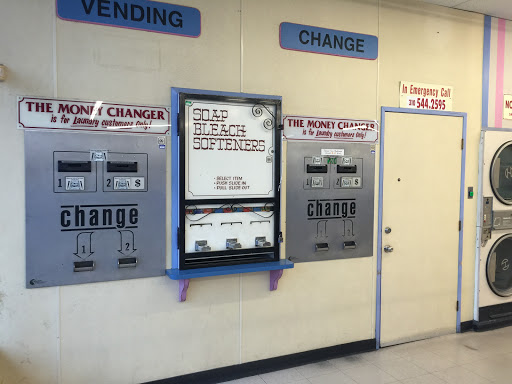 VENDING
CHANGE
In Emergency Call
310 544.2595
THE MONEY CHANGER
is for Laundry customers Only!
SOAP
BLEACH
SOFTENERS
• SELECT ITEM
• PUSH SLIDE IN
• PULL SLIDE OUT
THE MONEY CHANGER
is for Laundry customers Only!
1
2
$
change
1
2
1
2
$
change
1
2